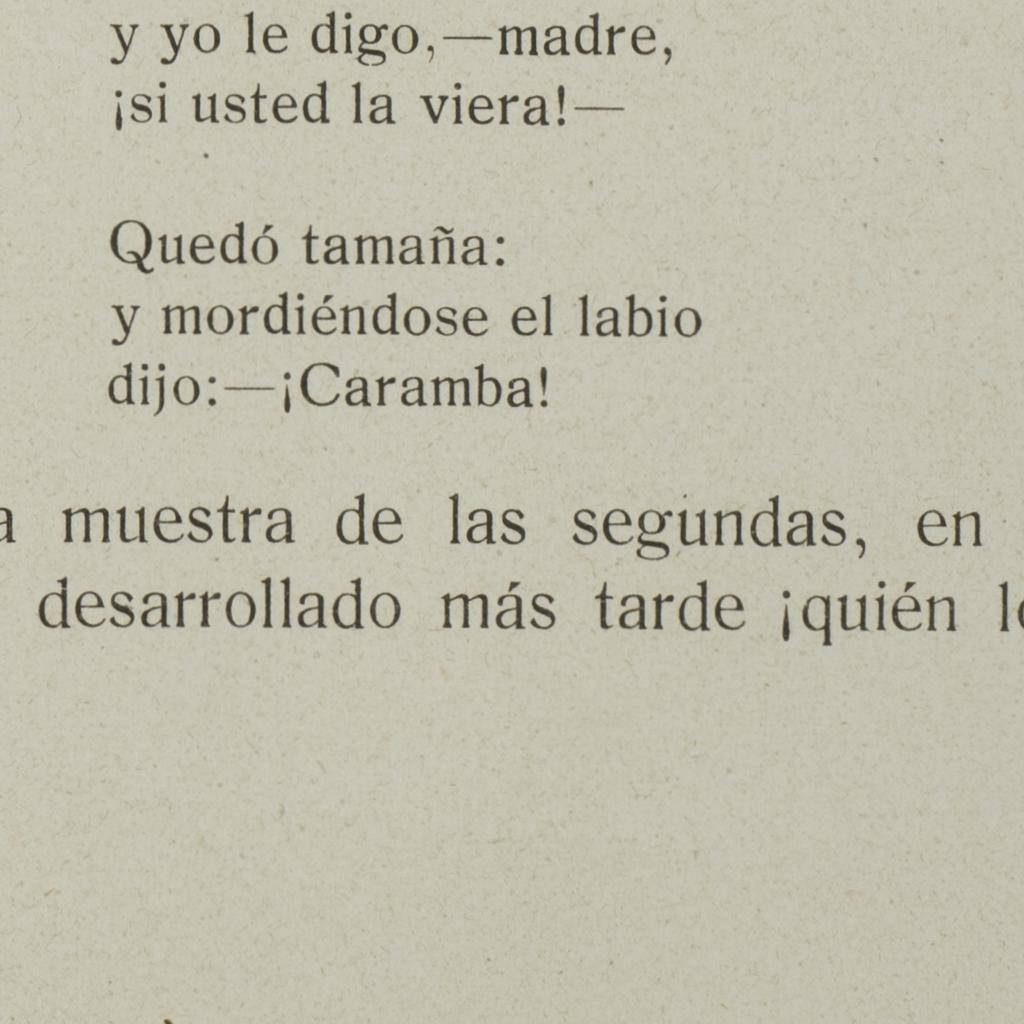 y yo le digo,—madre,
¡si usted la viera!—
Quedó tamaña:
y mordiéndose el labio
dijo:—¡Caramba!
muestra de las segundas, en
desarrollado más tarde ¡quién